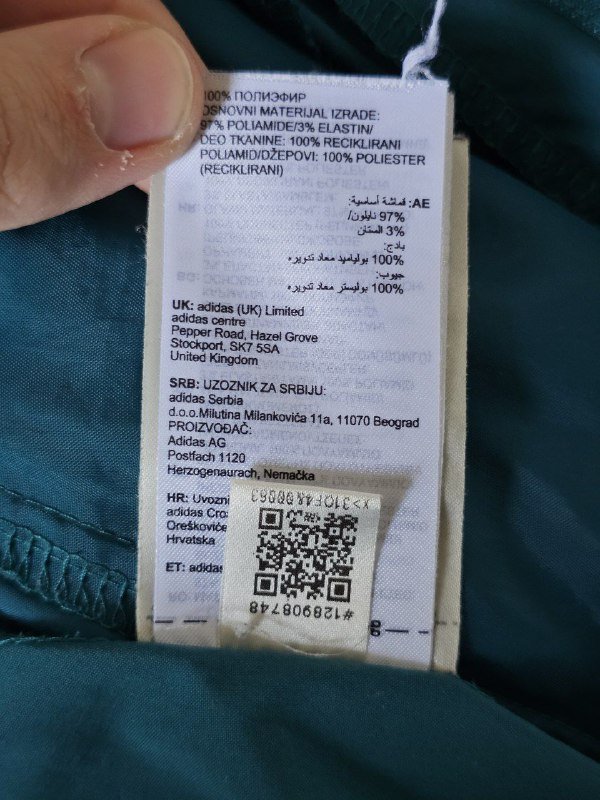 100% ПОЛИЭФИР
OSNOVNI MATERIJAL IZRADE:
97% POLIAMIDE/3% ELASTIN/
DEO TKANINE: 100% RECIKLIRANI
POLIAMID/DŽEPOVI: 100% POLIESTER
(RECIKLIRANI)
AE: قماشة أساسية:
97% نايلون/
3% الستان
بادج:
100% بولياميد معاد تدويره
جيوب:
100% بوليستر معاد تدويره
UK: adidas (UK) Limited
adidas centre
Pepper Road, Hazel Grove
Stockport, SK7 5SA
United Kingdom
SRB: UZOZNIK ZA SRBIJU:
adidas Serbia
d.o.o.Milutina Milankovića 11a, 11070 Beograd
PROIZVOĐAČ:
Adidas AG
Postfach 1120
Herzogenaurach, Nemačka
HR: Uvozni
adidas Cro
Oreškoviće
Hrvatska
ET: adidas
#128908748